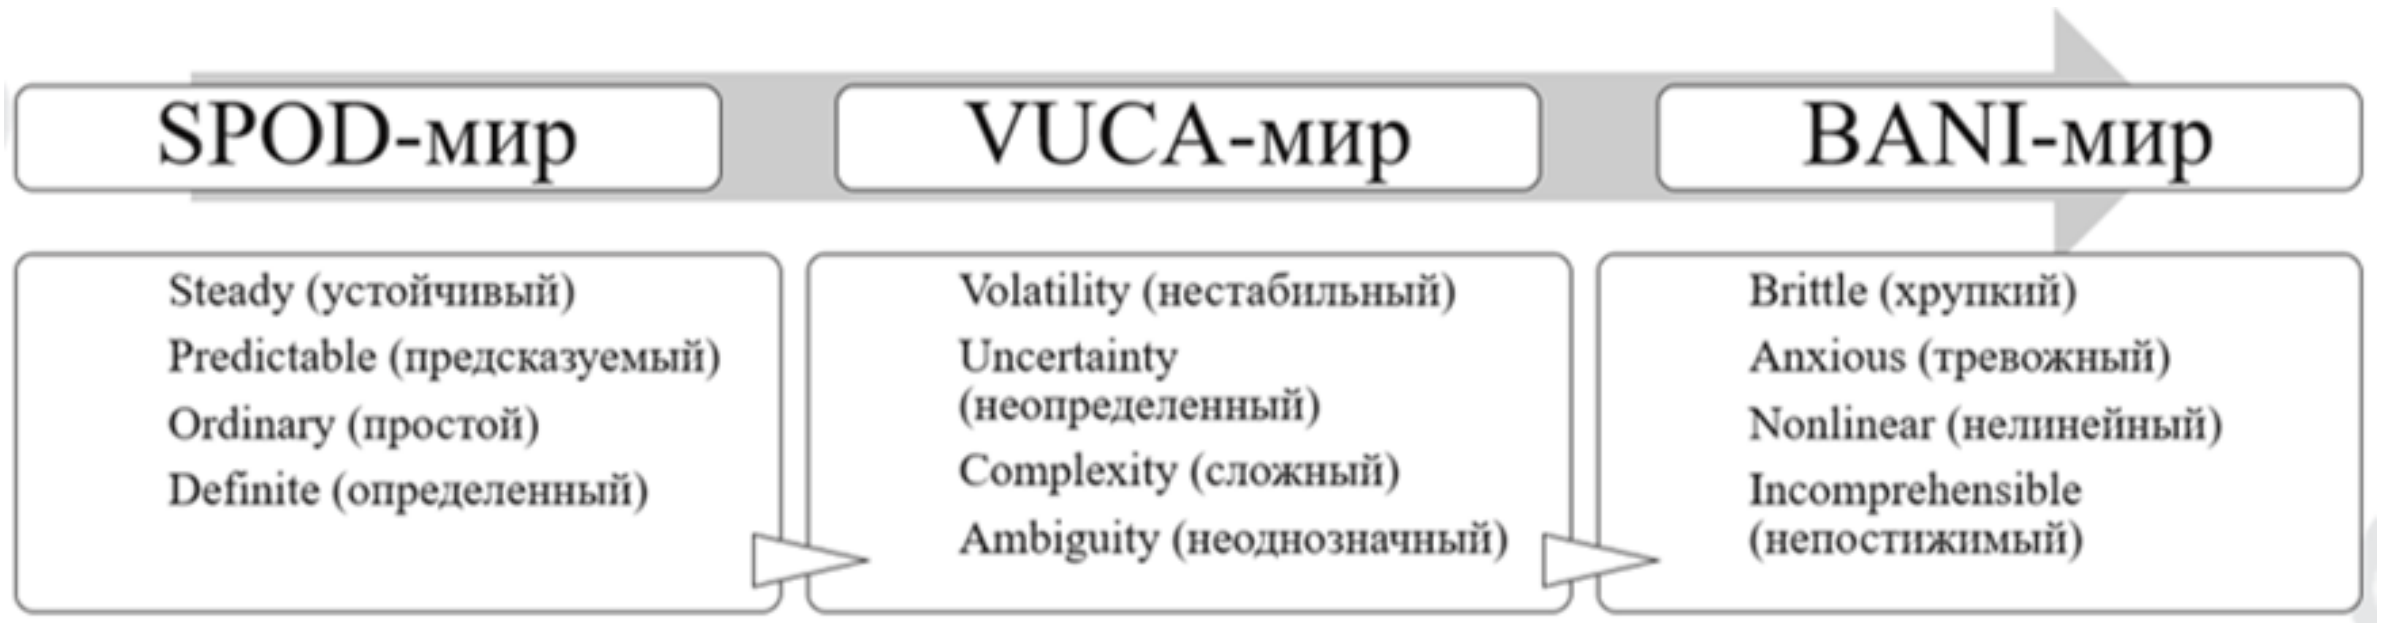 SPOD-мир
VUCA-мир
BANI-мир
Steady (устойчивый)
Predictable (предсказуемый)
Ordinary (простой)
Definite (определенный)
Volatility (нестабильный)
Uncertainty
(неопределенный)
Complexity (сложный)
Ambiguity (неоднозначный)
Brittle (хрупкий)
Anxious (тревожный)
Nonlinear (нелинейный)
Incomprehensible
(непостижимый)